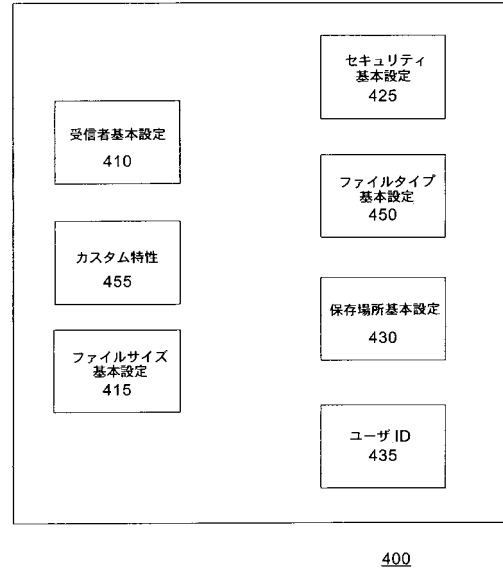 受信者基本設定
410
カスタム特性
455
ファイルサイズ
基本設定
415
セキュリティ
基本設定
425
ファイルタイプ
基本設定
450
保存場所基本設定
430
ユーザ ID
435
400